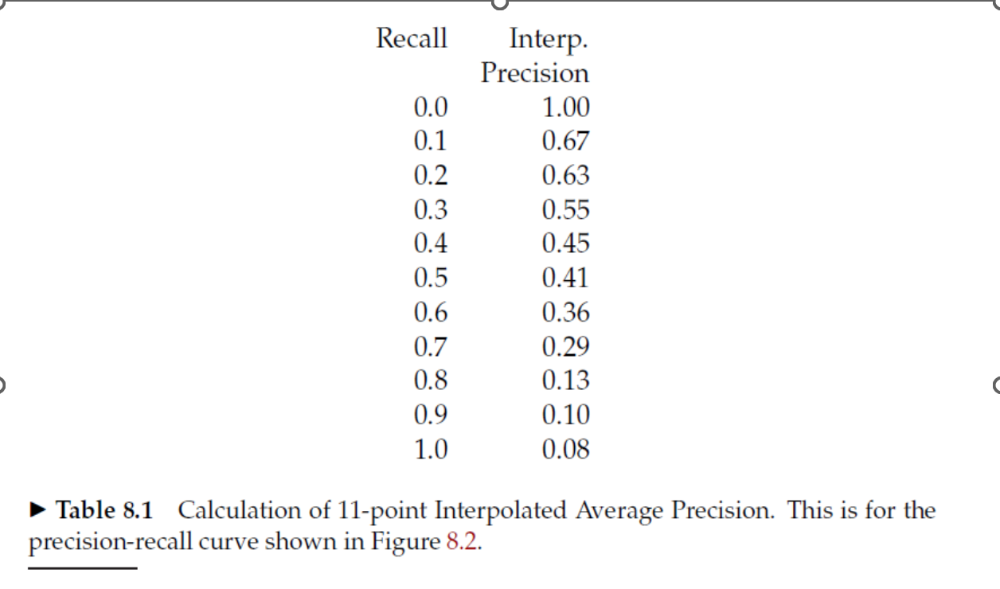 Recall Interp.
Precision
0.0 1.00
0.1 0.67
0.2 0.63
0.3 0.55
0.4 0.45
0.5 0.41
0.6 0.36
0.7 0.29
0.8 0.13
0.9 0.10
1.0 0.08
► Table 8.1 Calculation of 11-point Interpolated Average Precision. This is for the
precision-recall curve shown in Figure 8.2.